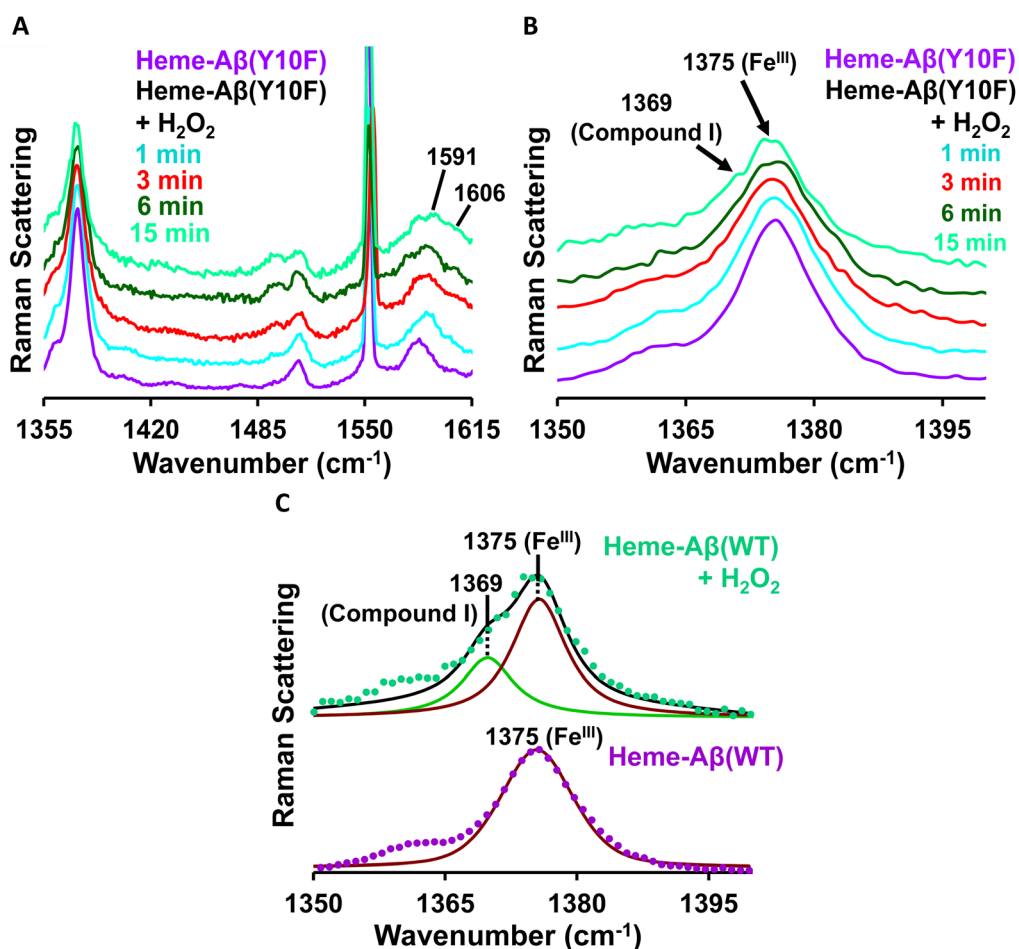 A
Heme-Aβ(Y10F)
Heme-Aβ(Y10F)
+ H₂O₂
1 min
3 min
6 min
15 min
1591
1606
Raman Scattering
1355 1420 1485 1550 1615
Wavenumber (cm⁻¹)
B
1375 (Feᴵᴵᴵ)
1369
(Compound I)
Heme-Aβ(Y10F)
Heme-Aβ(Y10F)
+ H₂O₂
1 min
3 min
6 min
15 min
Raman Scattering
1350 1365 1380 1395
Wavenumber (cm⁻¹)
C
1375 (Feᴵᴵᴵ)
1369
(Compound I)
Heme-Aβ(WT)
+ H₂O₂
1375 (Feᴵᴵᴵ)
Heme-Aβ(WT)
Raman Scattering
1350 1365 1380 1395
Wavenumber (cm⁻¹)